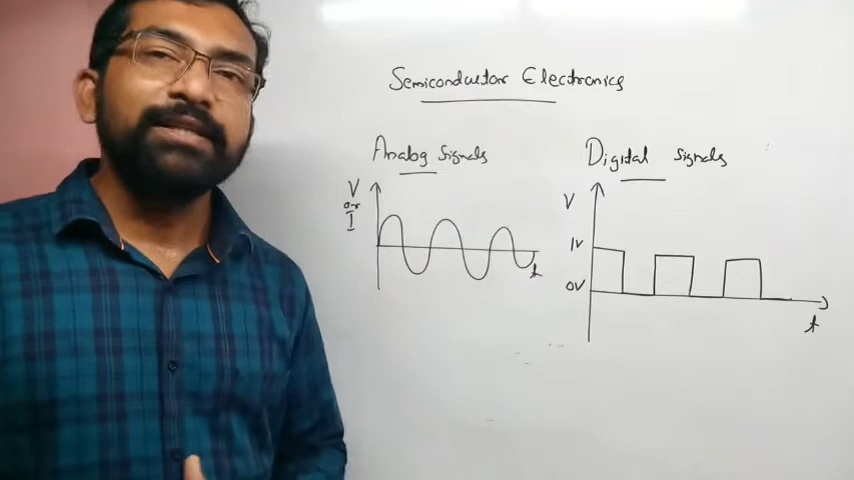 Semiconductor Electronics
Analog Signals
Digital Signals
V
or
I
t
V
1V
0V
t